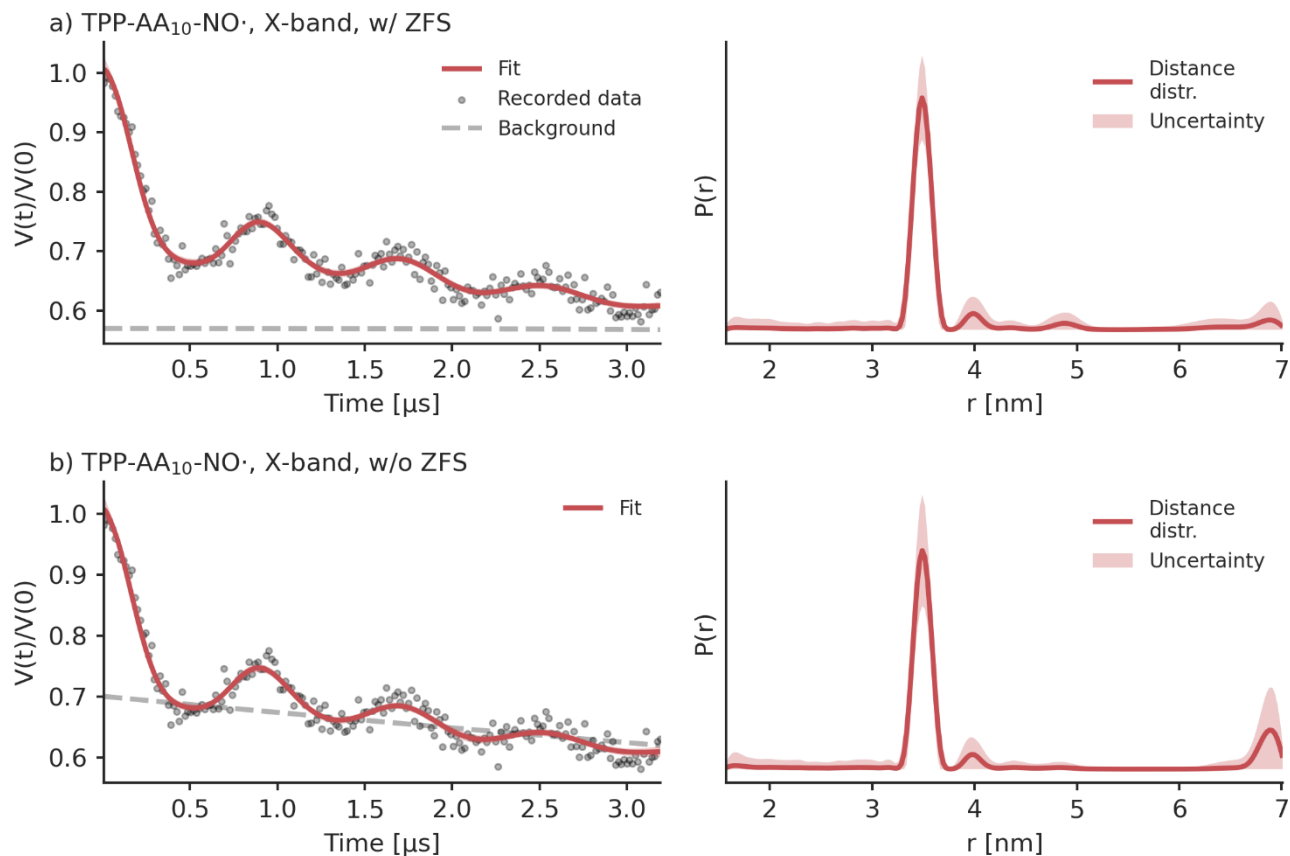 a) TPP-AA₁₀-NO·, X-band, w/ ZFS
V(t)/V(0)
1.0
0.9
0.8
0.7
0.6
Fit
Recorded data
Background
0.5 1.0 1.5 2.0 2.5 3.0
Time [μs]
P(r)
Distance
distr.
Uncertainty
2 3 4 5 6 7
r [nm]
b) TPP-AA₁₀-NO·, X-band, w/o ZFS
V(t)/V(0)
1.0
0.9
0.8
0.7
0.6
Fit
0.5 1.0 1.5 2.0 2.5 3.0
Time [μs]
P(r)
Distance
distr.
Uncertainty
2 3 4 5 6 7
r [nm]